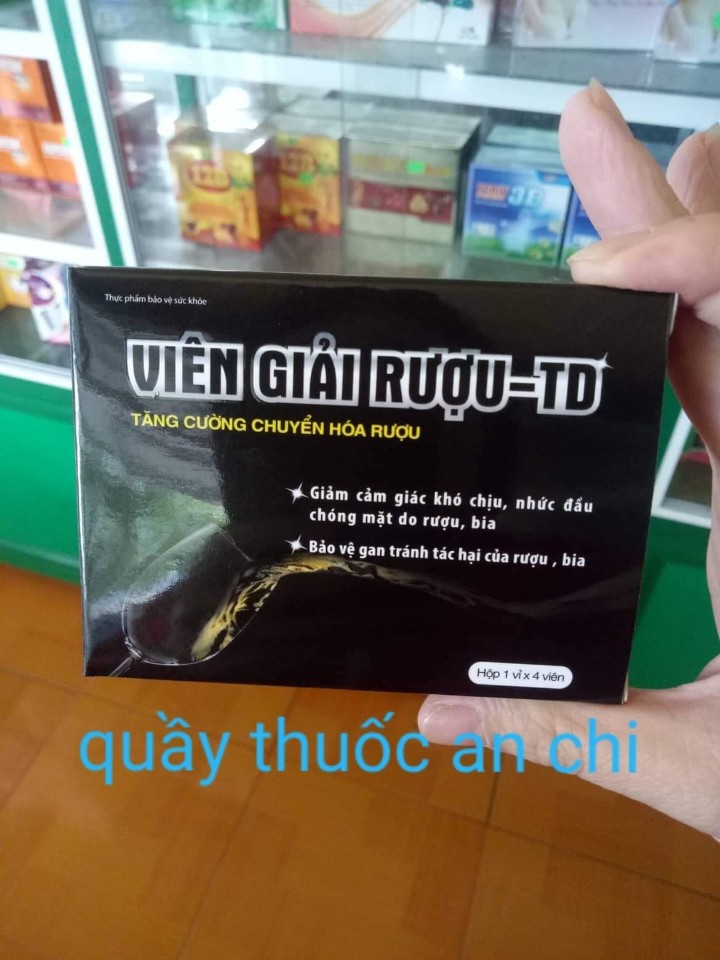 Thực phẩm bảo vệ sức khỏe
VIÊN GIẢI RƯỢU-TD
TĂNG CƯỜNG CHUYỂN HÓA RƯỢU
Giảm cảm giác khó chịu, nhức đầu
chóng mặt do rượu, bia
Bảo vệ gan tránh tác hại của rượu , bia
Hộp 1 vỉ x 4 viên
quầy thuốc an chi